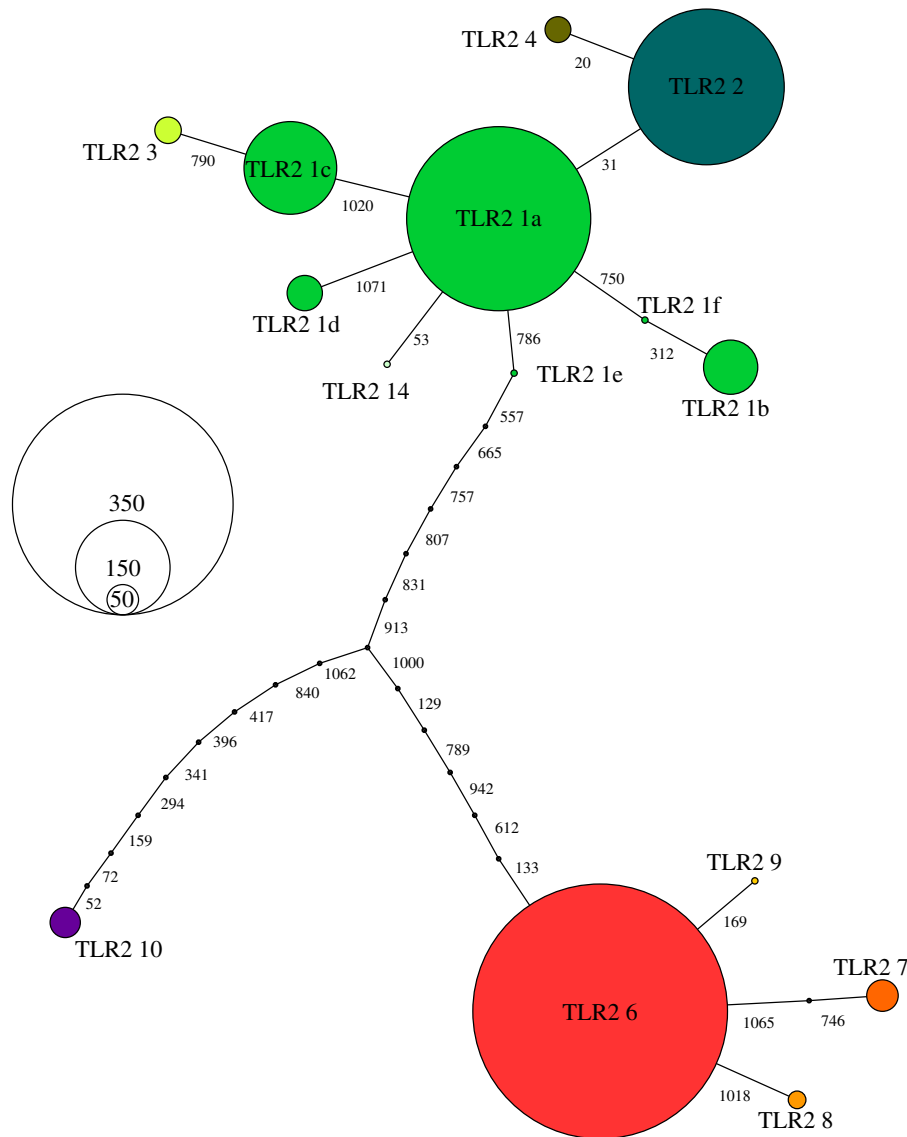 TLR2 4
20
TLR2 2
TLR2 3
790
TLR2 1c
31
1020
TLR2 1a
1071
750
TLR2 1f
TLR2 1d
53
786
312
TLR2 14
TLR2 1e
TLR2 1b
557
665
757
350
807
150
831
50
913
1000
1062
840
129
417
396
789
341
942
294
612
159
133
72
TLR2 9
52
169
TLR2 10
TLR2 7
TLR2 6
1065
746
1018
TLR2 8